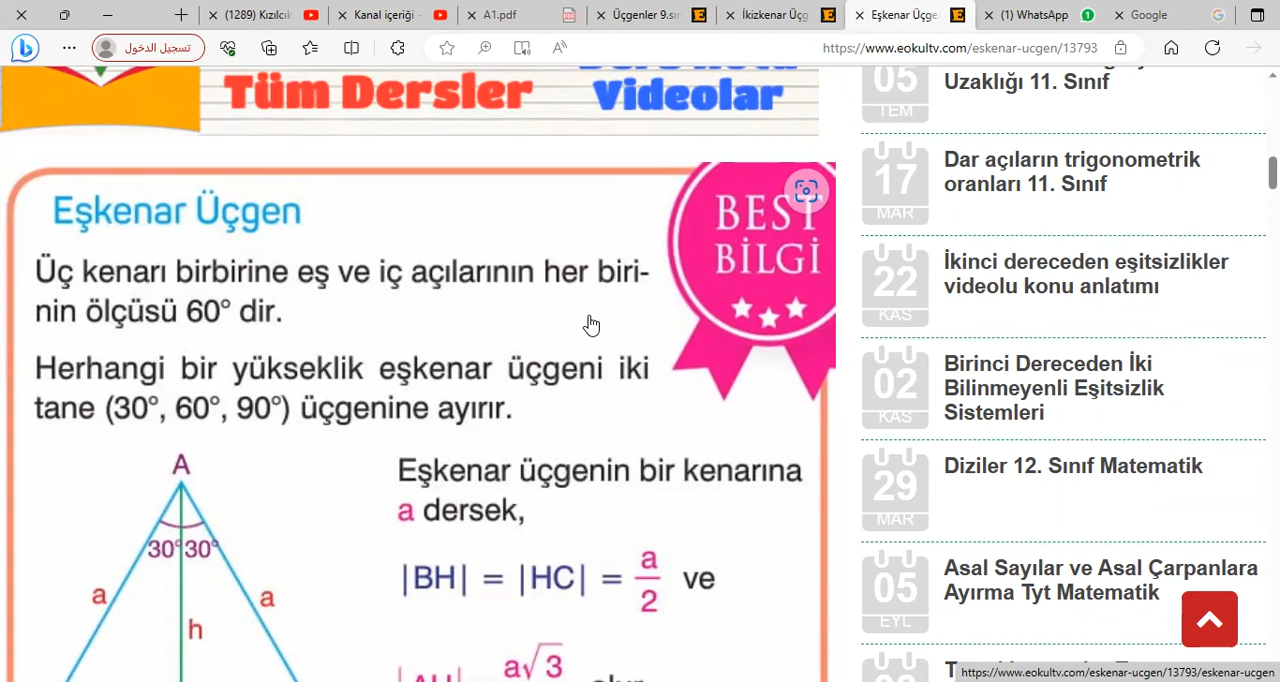 (1289) Kızılcık
Kanal içeriği -
A1.pdf
Üçgenler 9.sın
İkizkenar Üçg
Eşkenar Üçge
(1) WhatsApp
Google
تسجيل الدخول
https://www.eokultv.com/eskenar-ucgen/13793
Tüm Dersler
Videolar
Eşkenar Üçgen
BEST
BİLGİ
Üç kenarı birbirine eş ve iç açılarının her biri-
nin ölçüsü 60° dir.
Herhangi bir yükseklik eşkenar üçgeni iki
tane (30°, 60°, 90°) üçgenine ayırır.
A
30° 30°
a
a
h
Eşkenar üçgenin bir kenarına
a dersek,
|BH| = |HC| = a/2 ve
|AH| = a√3
olur
05
TEM
Uzaklığı 11. Sınıf
17
MAR
Dar açıların trigonometrik
oranları 11. Sınıf
22
KAS
İkinci dereceden eşitsizlikler
videolu konu anlatımı
02
KAS
Birinci Dereceden İki
Bilinmeyenli Eşitsizlik
Sistemleri
29
MAR
Diziler 12. Sınıf Matematik
05
EYL
Asal Sayılar ve Asal Çarpanlara
Ayırma Tyt Matematik
https://www.eokultv.com/eskenar-ucgen/13793/eskenar-ucgen